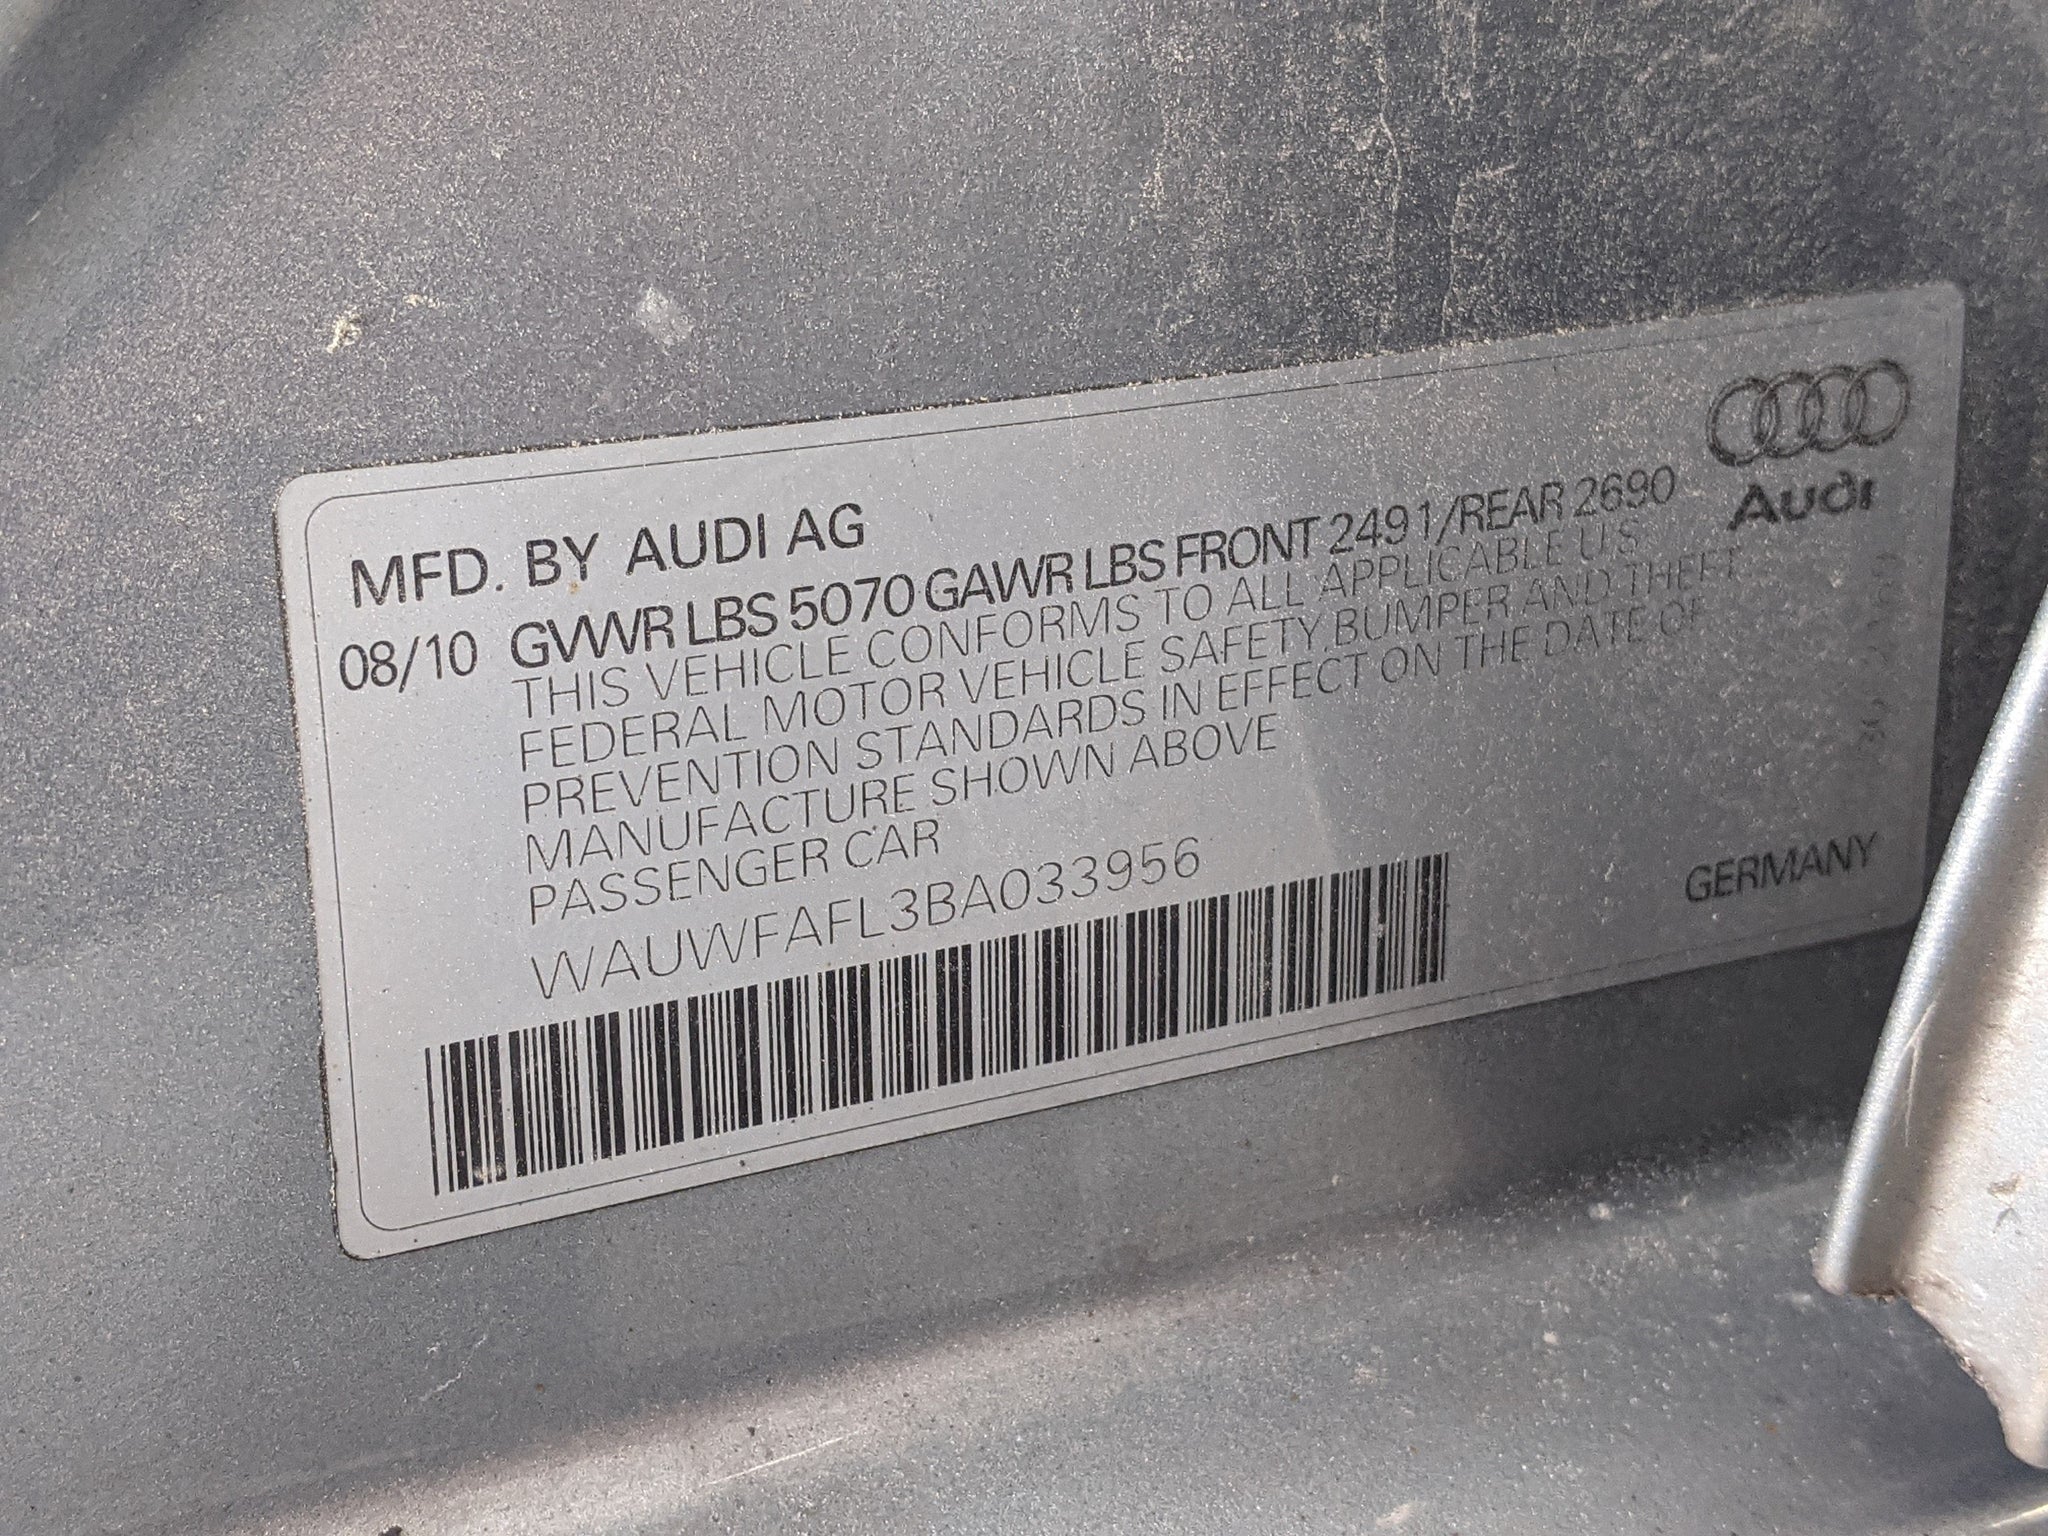 MFD. BY AUDI AG
08/10 GVWR LBS 5070 GAWR LBS FRONT 2491/REAR 2690
Audi
THIS VEHICLE CONFORMS TO ALL APPLICABLE U.S.
FEDERAL MOTOR VEHICLE SAFETY, BUMPER AND THEFT
PREVENTION STANDARDS IN EFFECT ON THE DATE OF
MANUFACTURE SHOWN ABOVE
PASSENGER CAR
WAUWFAFL3BA033956
GERMANY